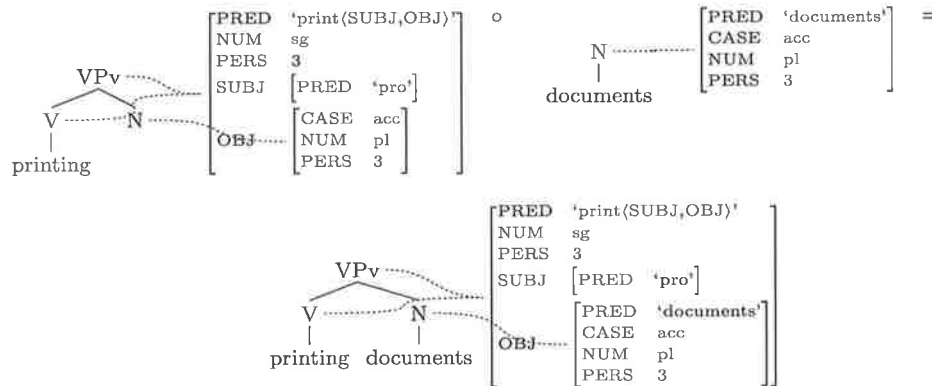 PRED 'print⟨SUBJ,OBJ⟩'
NUM sg
PERS 3
SUBJ [PRED 'pro']
OBJ [CASE acc
NUM pl
PERS 3]
VPv
V N
printing
∘
N
documents
PRED 'documents'
CASE acc
NUM pl
PERS 3
=
PRED 'print⟨SUBJ,OBJ⟩'
NUM sg
PERS 3
SUBJ [PRED 'pro']
OBJ [PRED 'documents'
CASE acc
NUM pl
PERS 3]
VPv
V N
printing documents